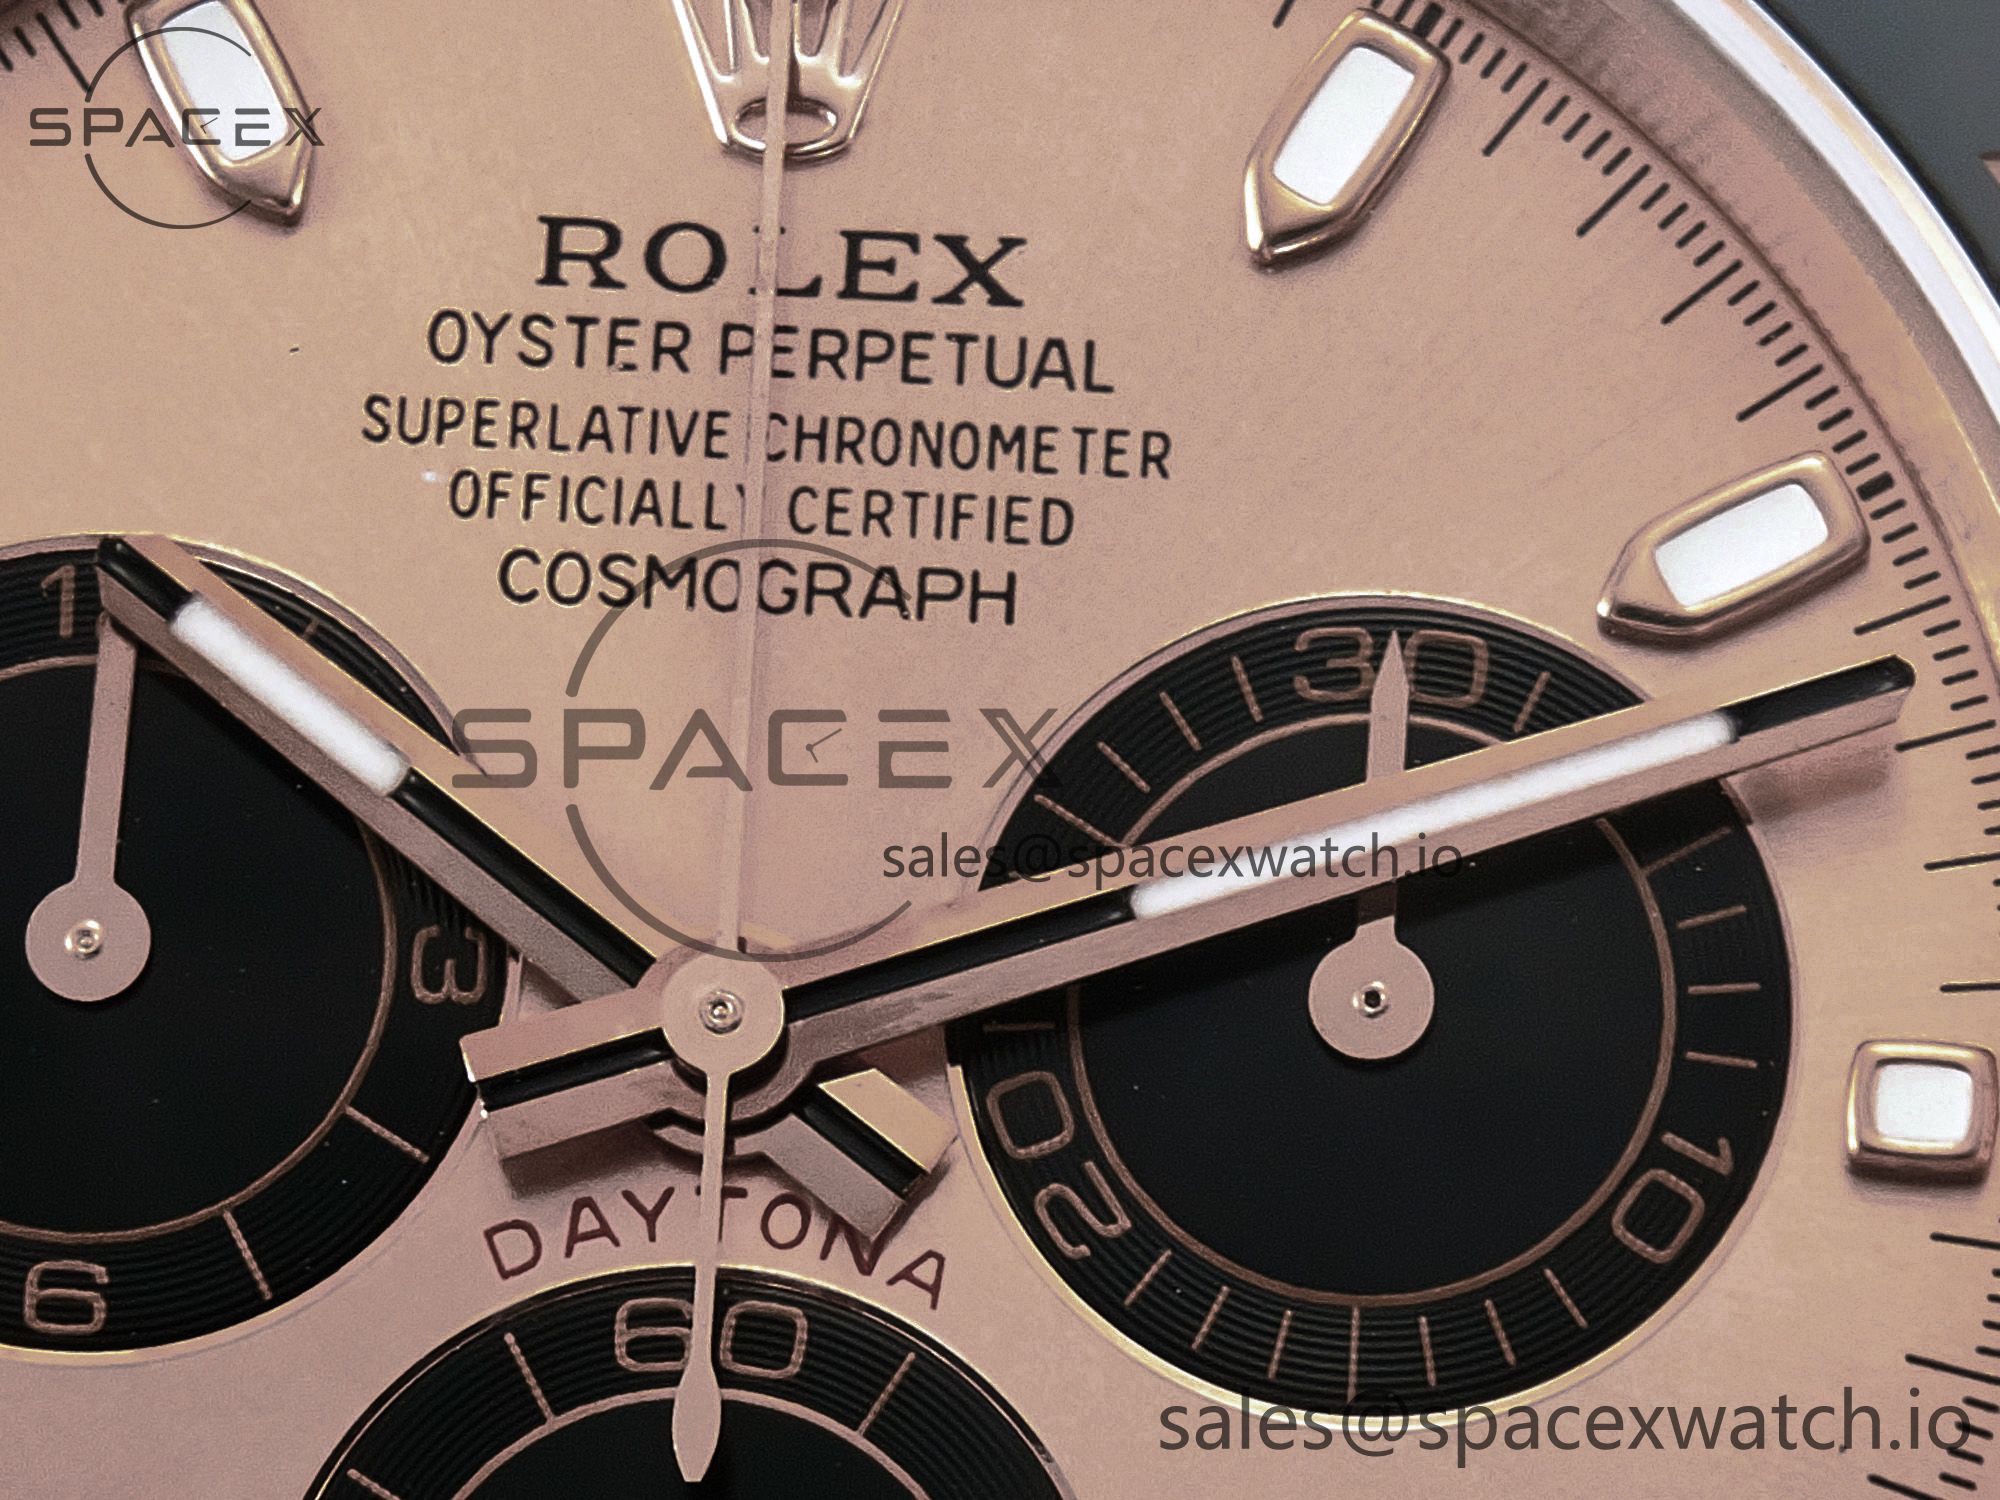 SPACEX
ROLEX
OYSTER PERPETUAL
SUPERLATIVE CHRONOMETER
OFFICIALLY CERTIFIED
COSMOGRAPH
SPACEX
sales@spacexwatch.io
30
10
20
3
6
DAYTONA
60
sales@spacexwatch.io